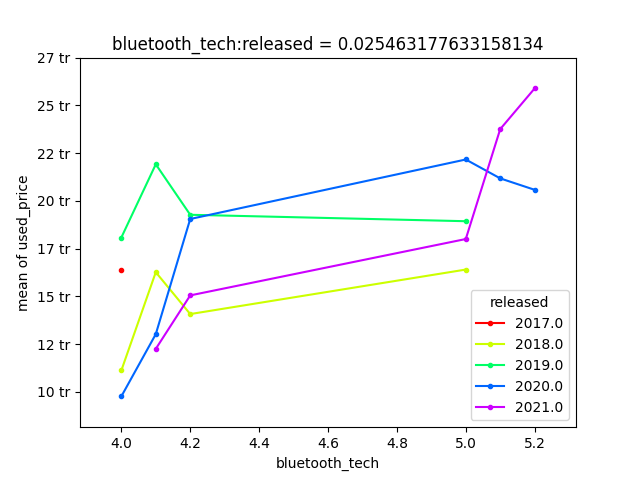 bluetooth_tech:released = 0.025463177633158134
27 tr
25 tr
22 tr
20 tr
17 tr
15 tr
12 tr
10 tr
mean of used_price
4.0 4.2 4.4 4.6 4.8 5.0 5.2
bluetooth_tech
released
2017.0
2018.0
2019.0
2020.0
2021.0